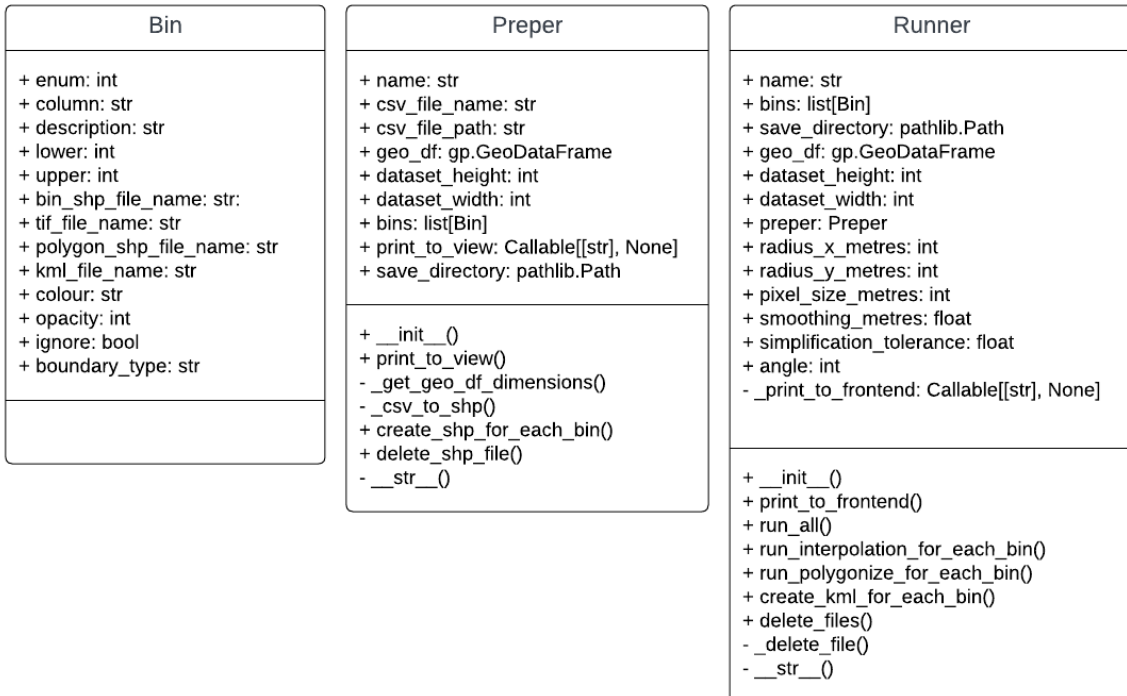 Bin
+ enum: int
+ column: str
+ description: str
+ lower: int
+ upper: int
+ bin_shp_file_name: str:
+ tif_file_name: str
+ polygon_shp_file_name: str
+ kml_file_name: str
+ colour: str
+ opacity: int
+ ignore: bool
+ boundary_type: str
Preper
+ name: str
+ csv_file_name: str
+ csv_file_path: str
+ geo_df: gp.GeoDataFrame
+ dataset_height: int
+ dataset_width: int
+ bins: list[Bin]
+ print_to_view: Callable[[str], None]
+ save_directory: pathlib.Path
+ __init__()
+ print_to_view()
- _get_geo_df_dimensions()
- _csv_to_shp()
+ create_shp_for_each_bin()
+ delete_shp_file()
- __str__()
Runner
+ name: str
+ bins: list[Bin]
+ save_directory: pathlib.Path
+ geo_df: gp.GeoDataFrame
+ dataset_height: int
+ dataset_width: int
+ preper: Preper
+ radius_x_metres: int
+ radius_y_metres: int
+ pixel_size_metres: int
+ smoothing_metres: float
+ simplification_tolerance: float
+ angle: int
- _print_to_frontend: Callable[[str], None]
+ __init__()
+ print_to_frontend()
+ run_all()
+ run_interpolation_for_each_bin()
+ run_polygonize_for_each_bin()
+ create_kml_for_each_bin()
+ delete_files()
- _delete_file()
- __str__()